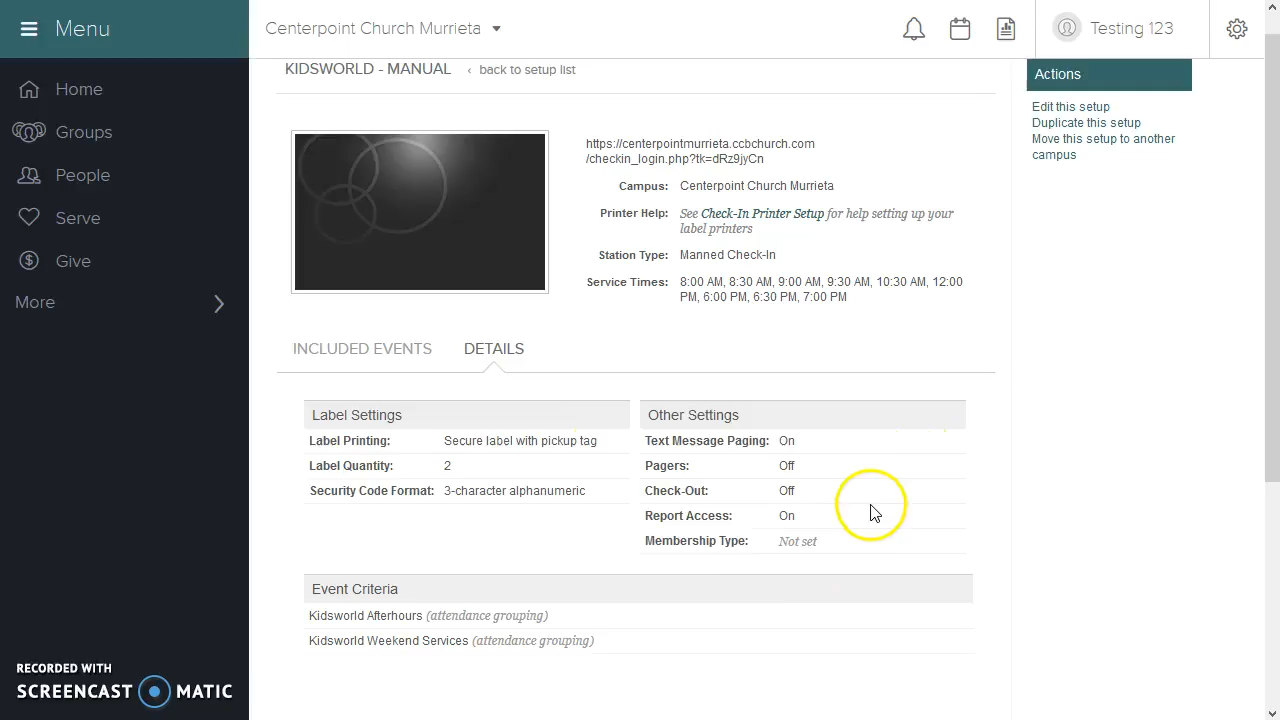 Menu
Centerpoint Church Murrieta
Testing 123
Home
Groups
People
Serve
Give
More
RECORDED WITH
SCREENCAST MATIC
KIDSWORLD - MANUAL ‹ back to setup list
https://centerpointmurrieta.ccbchurch.com
/checkin_login.php?tk=dRz9jyCn
Campus: Centerpoint Church Murrieta
Printer Help: See Check-In Printer Setup for help setting up your
label printers
Station Type: Manned Check-In
Service Times: 8:00 AM, 8:30 AM, 9:00 AM, 9:30 AM, 10:30 AM, 12:00
PM, 6:00 PM, 6:30 PM, 7:00 PM
INCLUDED EVENTS DETAILS
Label Settings
Label Printing: Secure label with pickup tag
Label Quantity: 2
Security Code Format: 3-character alphanumeric
Other Settings
Text Message Paging: On
Pagers: Off
Check-Out: Off
Report Access: On
Membership Type: Not set
Event Criteria
Kidsworld Afterhours (attendance grouping)
Kidsworld Weekend Services (attendance grouping)
Actions
Edit this setup
Duplicate this setup
Move this setup to another
campus